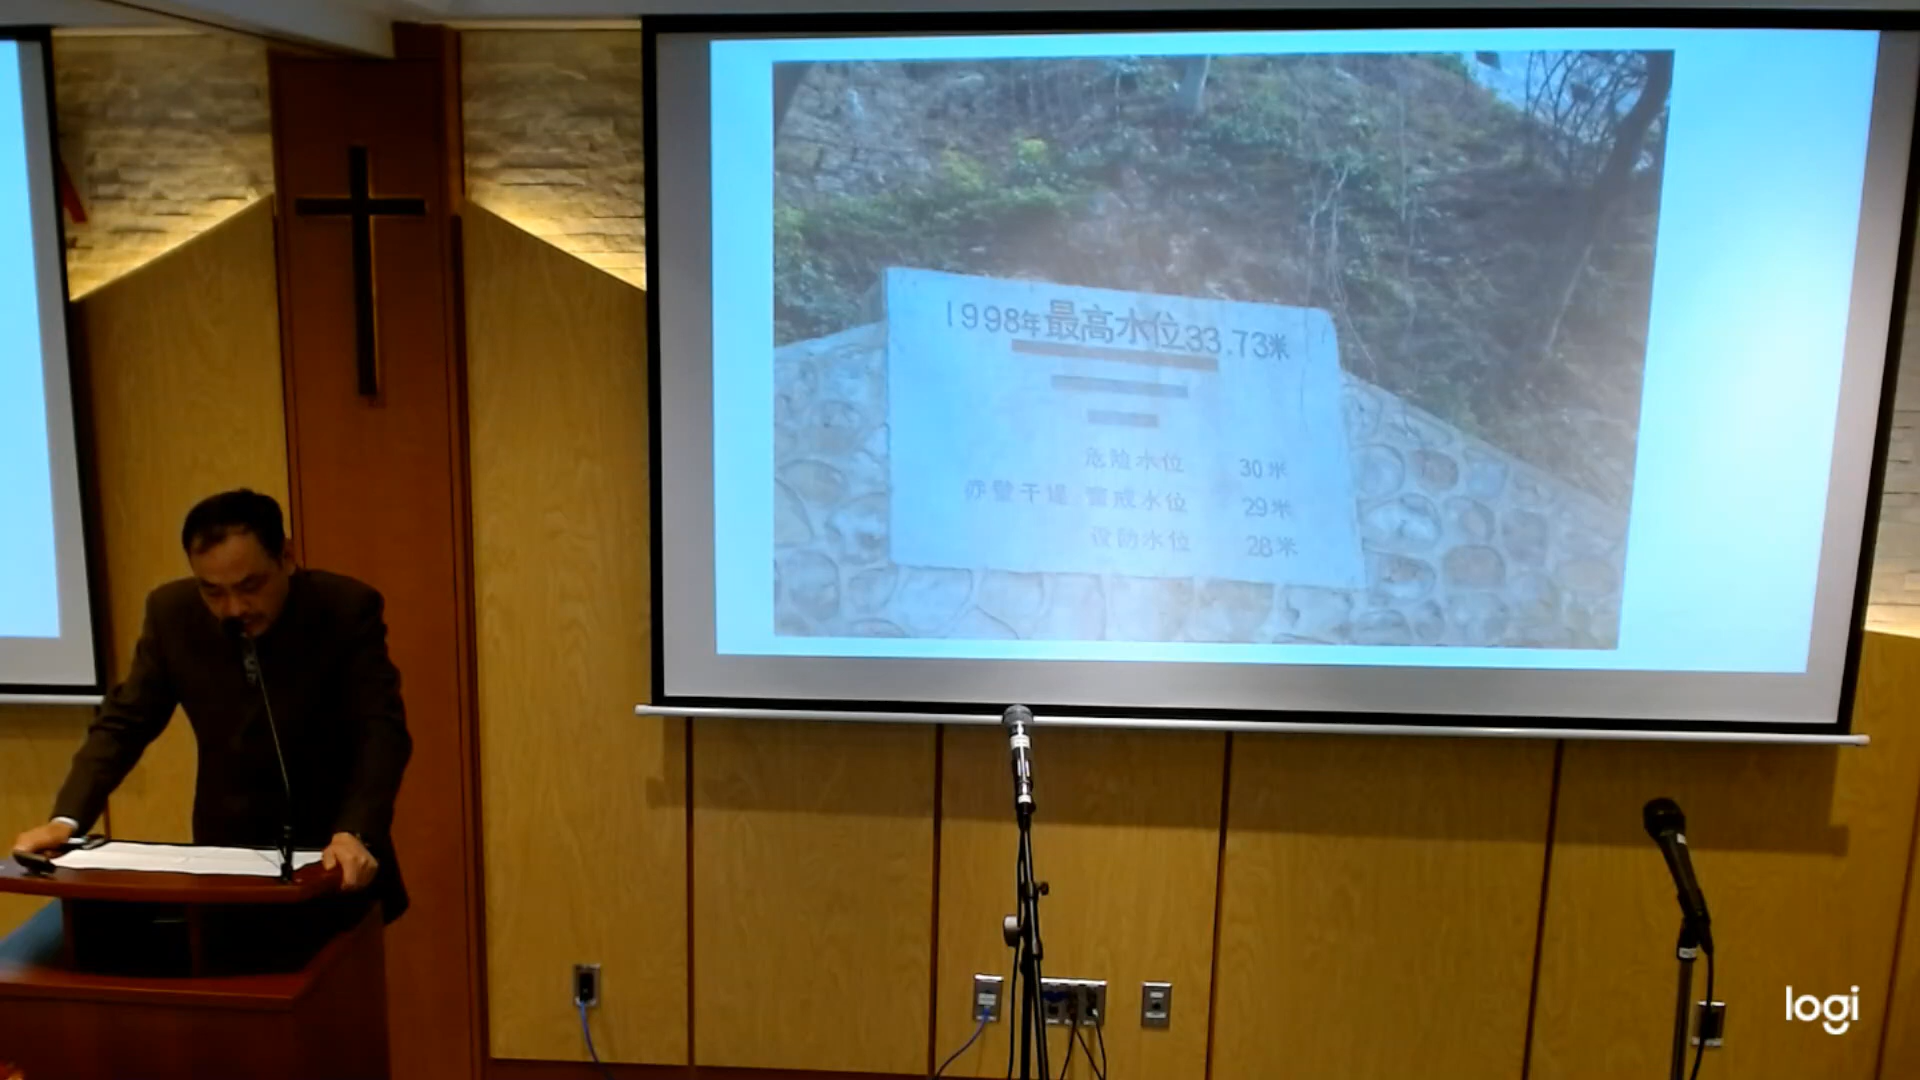 1998年最高水位33.73米
危险水位 30米
赤壁干堤 警戒水位 29米
设防水位 28米
logi